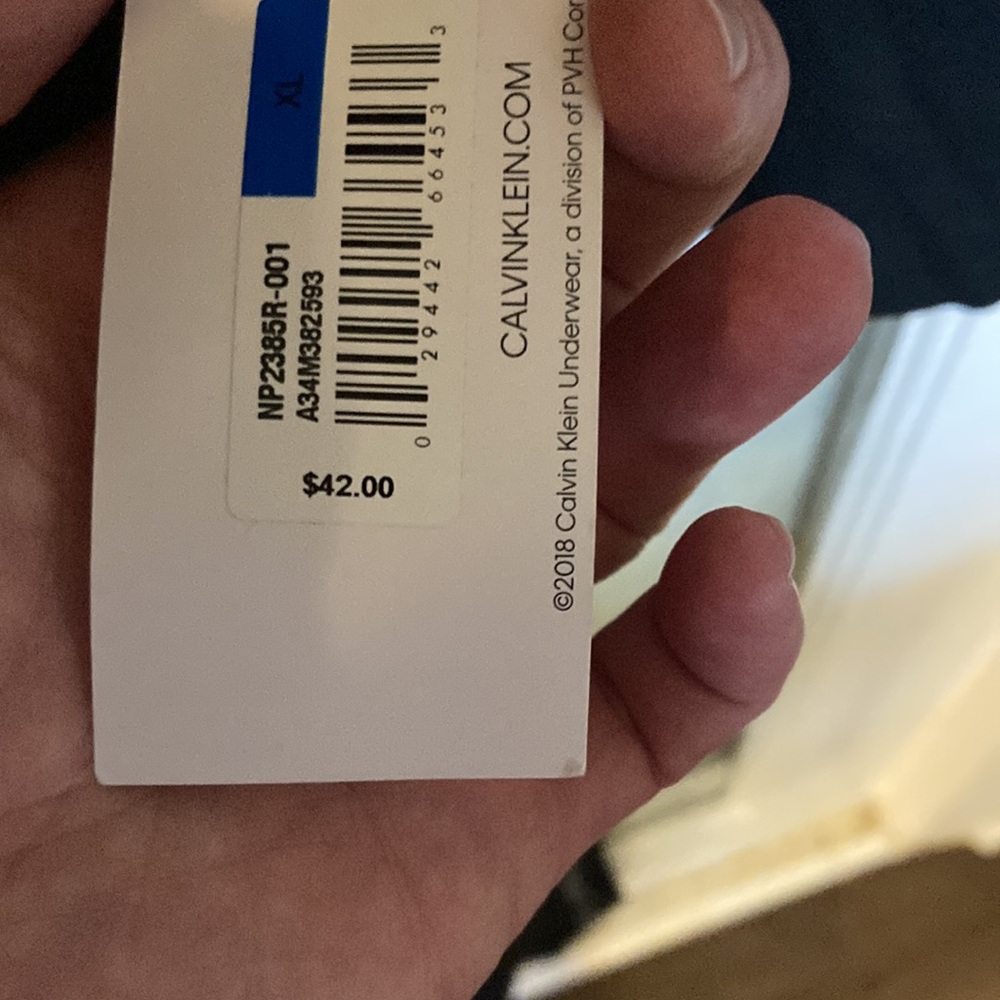 XL
NP2385R-001
A34M382593
0 29442 66453 3
$42.00
CALVINKLEIN.COM
©2018 Calvin Klein Underwear, a division of PVH